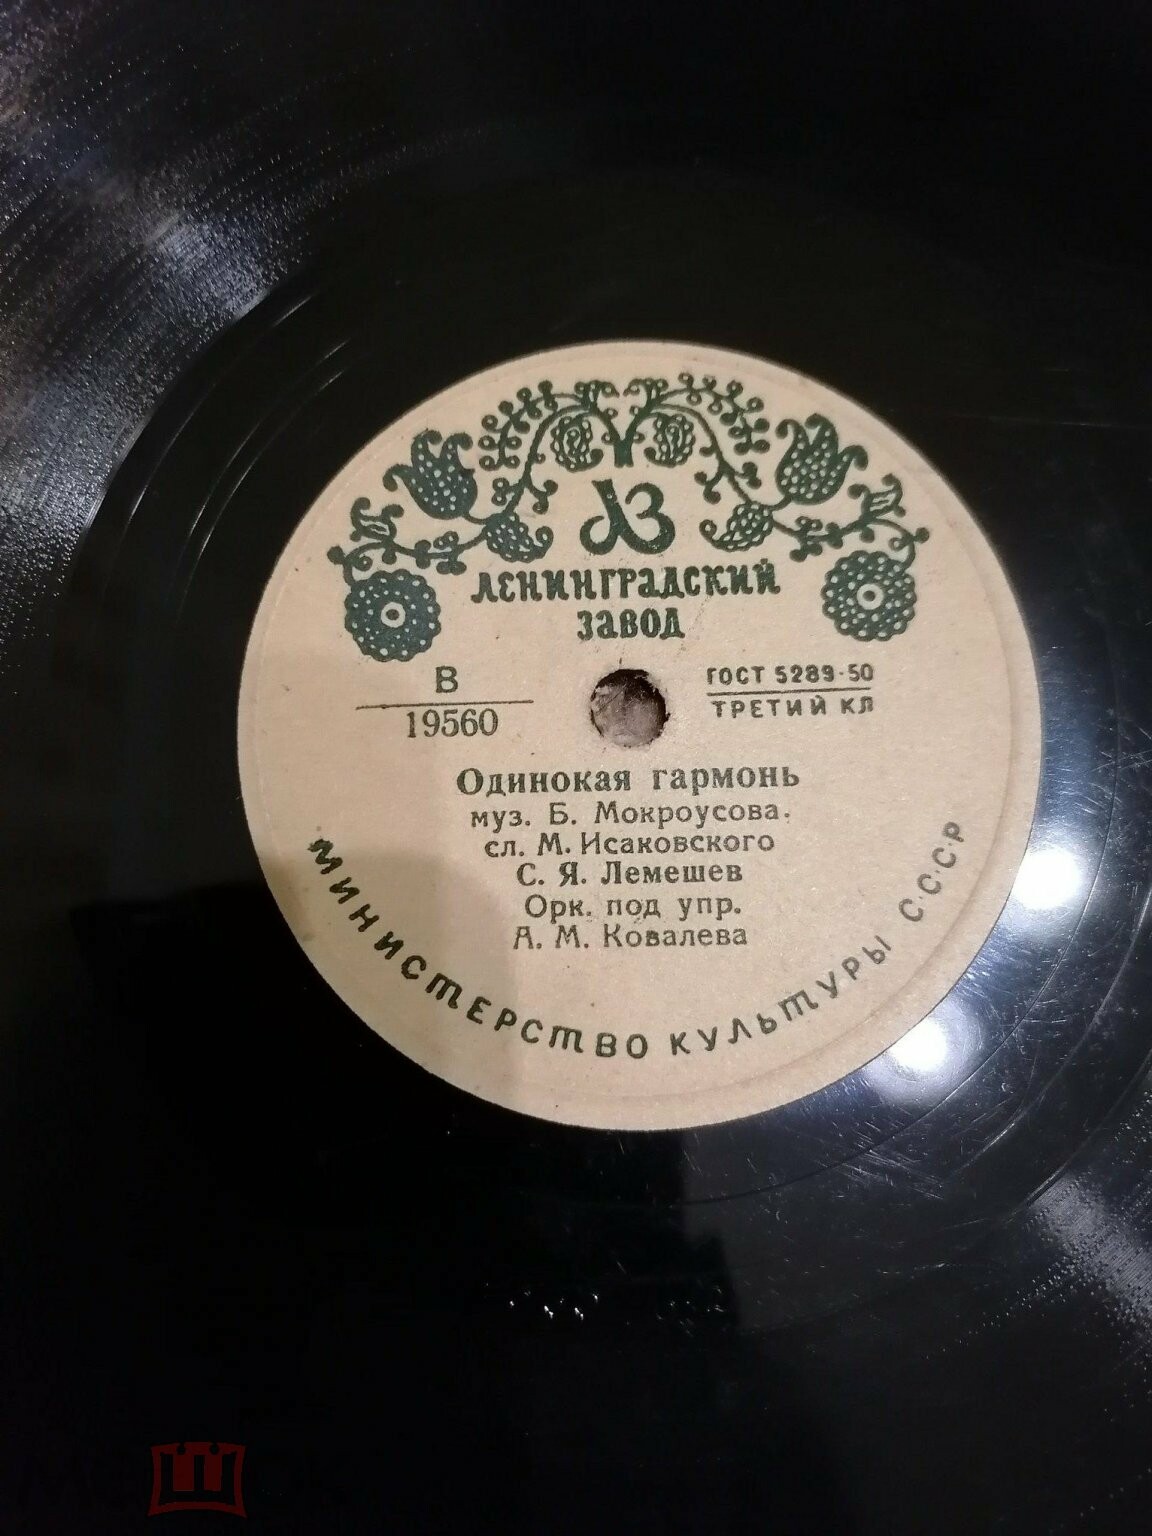 ЛЗ
ЛЕНИНГРАДСКИЙ
ЗАВОД
В
19560
ГОСТ 5289-50
ТРЕТИЙ КЛ
Одинокая гармонь
муз. Б. Мокроусова.
сл. М. Исаковского
С. Я. Лемешев
Орк. под упр.
А. М. Ковалева
МИНИСТЕРСТВО КУЛЬТУРЫ С·С·С·Р